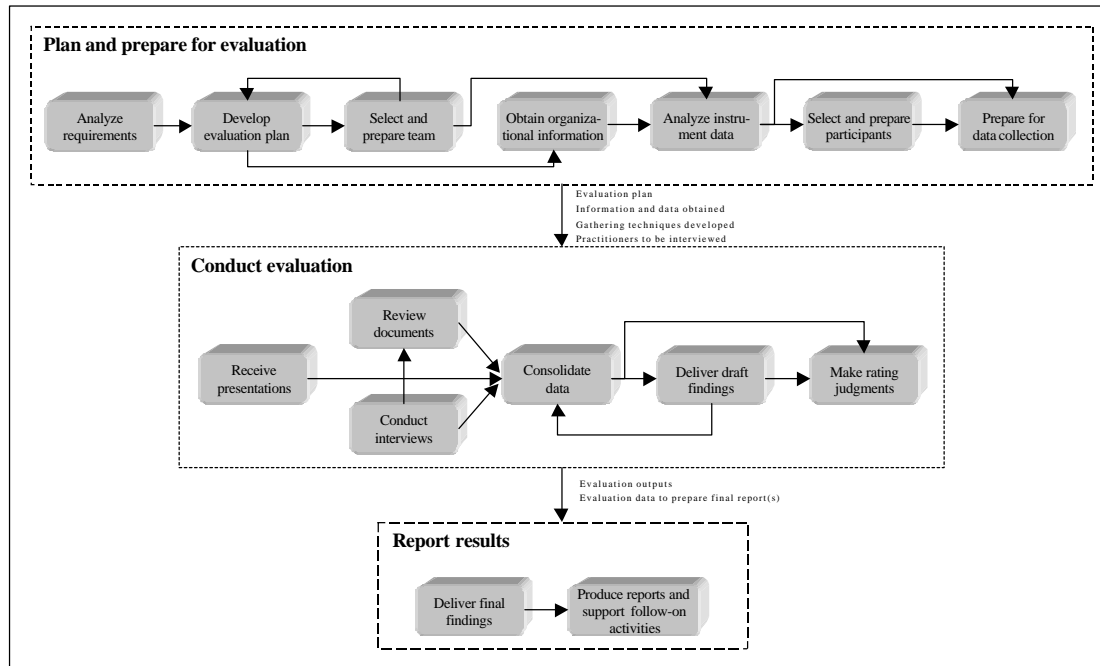 Plan and prepare for evaluation
Analyze
requirements
Develop
evaluation plan
Select and
prepare team
Obtain organiza-
tional information
Analyze instru-
ment data
Select and prepare
participants
Prepare for
data collection
Evaluation plan
Information and data obtained
Gathering techniques developed
Practitioners to be interviewed
Conduct evaluation
Review
documents
Receive
presentations
Consolidate
data
Deliver draft
findings
Make rating
judgments
Conduct
interviews
Evaluation outputs
Evaluation data to prepare final report(s)
Report results
Deliver final
findings
Produce reports and
support follow-on
activities